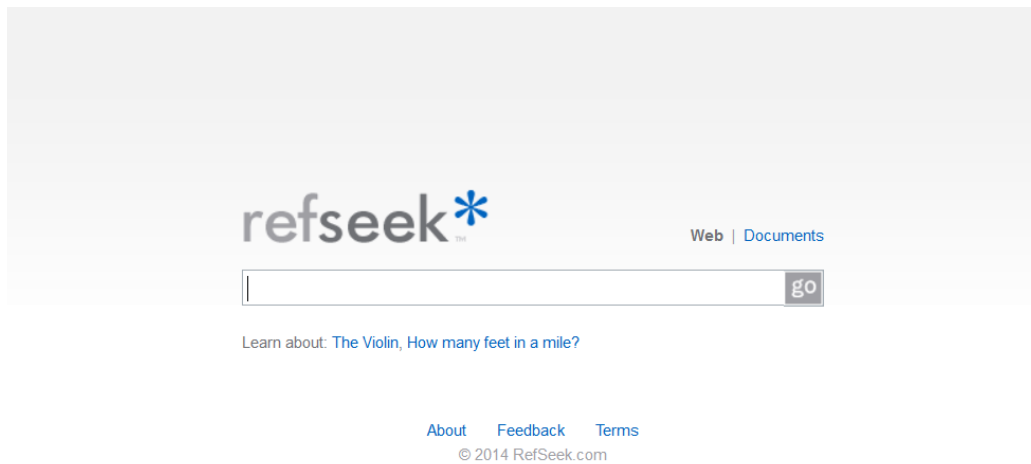 refseek*™
Web | Documents
go
Learn about: The Violin, How many feet in a mile?
About Feedback Terms
© 2014 RefSeek.com